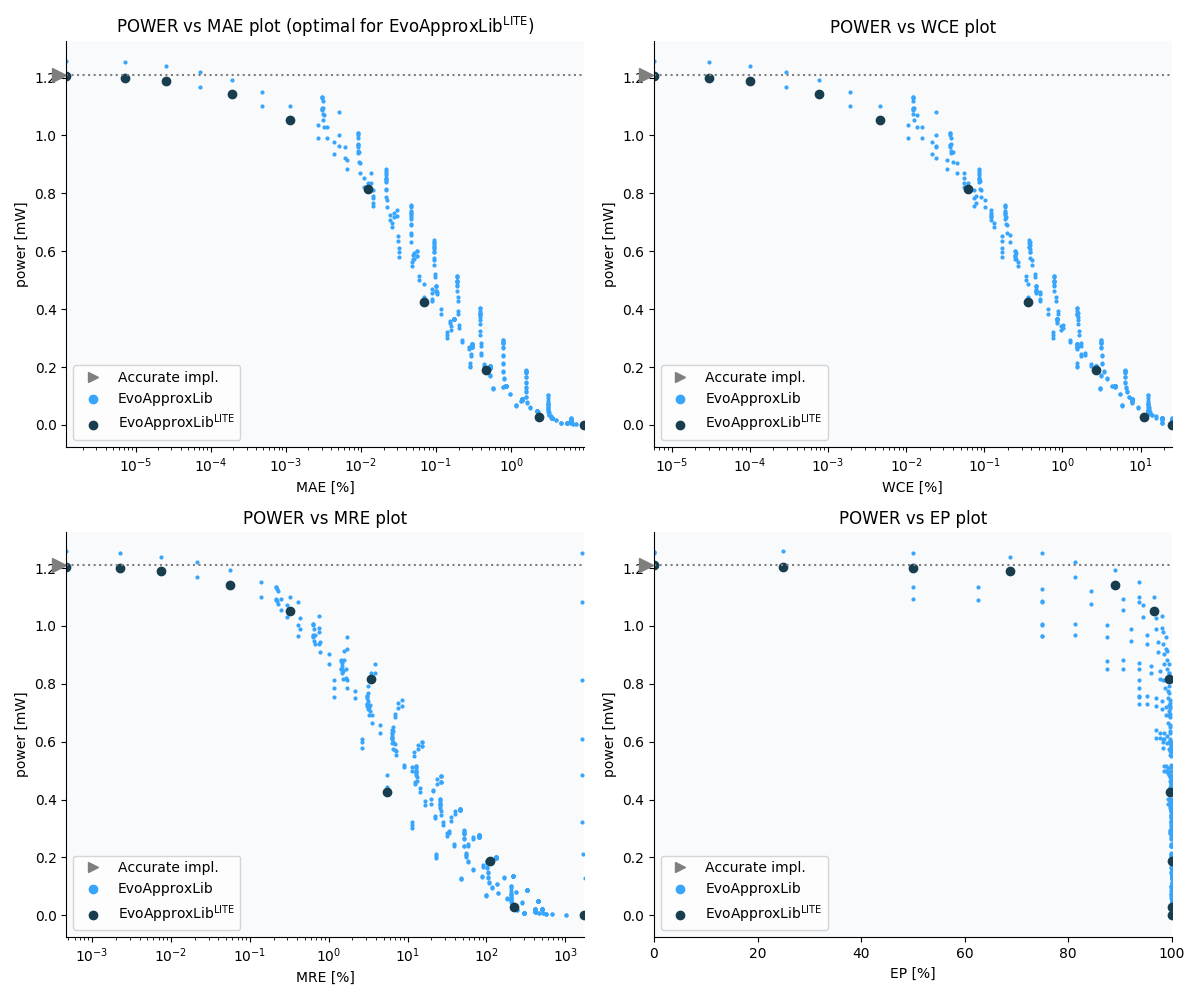 POWER vs MAE plot (optimal for EvoApproxLib^LITE)
power [mW]
1.2
1.0
0.8
0.6
0.4
0.2
0.0
Accurate impl.
EvoApproxLib
EvoApproxLib^LITE
10^−5 10^−4 10^−3 10^−2 10^−1 10^0
MAE [%]
POWER vs WCE plot
power [mW]
1.2
1.0
0.8
0.6
0.4
0.2
0.0
Accurate impl.
EvoApproxLib
EvoApproxLib^LITE
10^−5 10^−4 10^−3 10^−2 10^−1 10^0 10^1
WCE [%]
POWER vs MRE plot
power [mW]
1.2
1.0
0.8
0.6
0.4
0.2
0.0
Accurate impl.
EvoApproxLib
EvoApproxLib^LITE
10^−3 10^−2 10^−1 10^0 10^1 10^2 10^3
MRE [%]
POWER vs EP plot
power [mW]
1.2
1.0
0.8
0.6
0.4
0.2
0.0
Accurate impl.
EvoApproxLib
EvoApproxLib^LITE
0 20 40 60 80 100
EP [%]